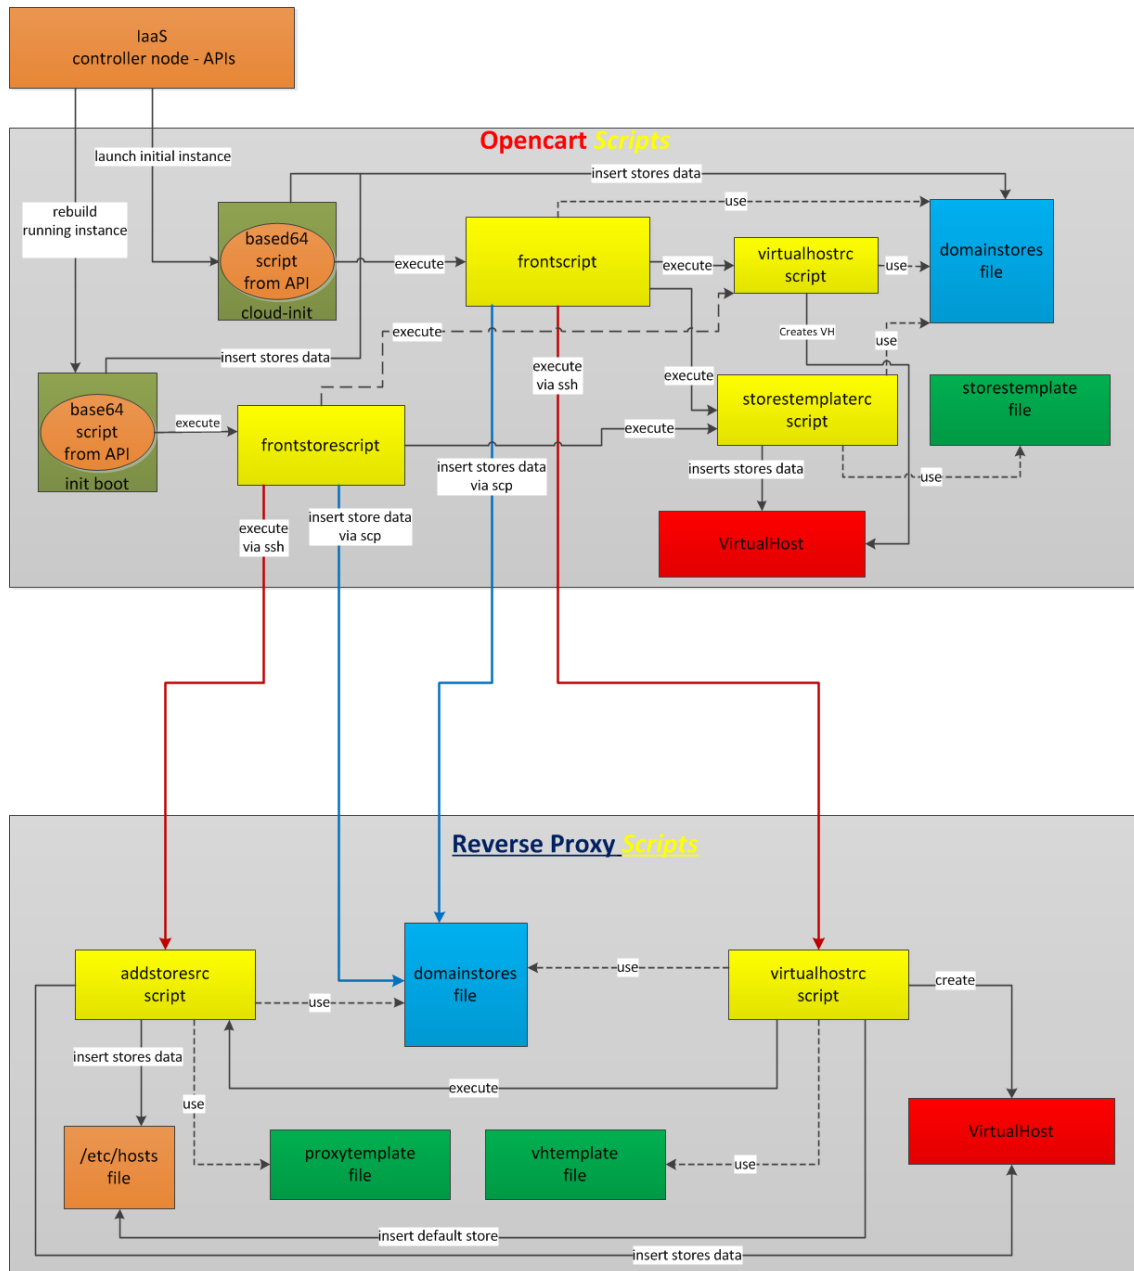 IaaS
controller node - APIs
Opencart Scripts
launch initial instance
insert stores data
rebuild
running instance
use
based64
script
from API
cloud-init
execute
frontscript
execute
virtualhostrc
script
use
domainstores
file
execute
Creates VH
use
insert stores data
execute
via ssh
execute
base64
script
from API
init boot
execute
frontstorescript
execute
storestemplaterc
script
storestemplate
file
insert stores data
via scp
inserts stores data
use
execute
via ssh
insert store data
via scp
VirtualHost
Reverse Proxy Scripts
addstoresrc
script
use
domainstores
file
use
virtualhostrc
script
create
insert stores data
use
execute
/etc/hosts
file
proxytemplate
file
vhtemplate
file
use
VirtualHost
insert default store
insert stores data